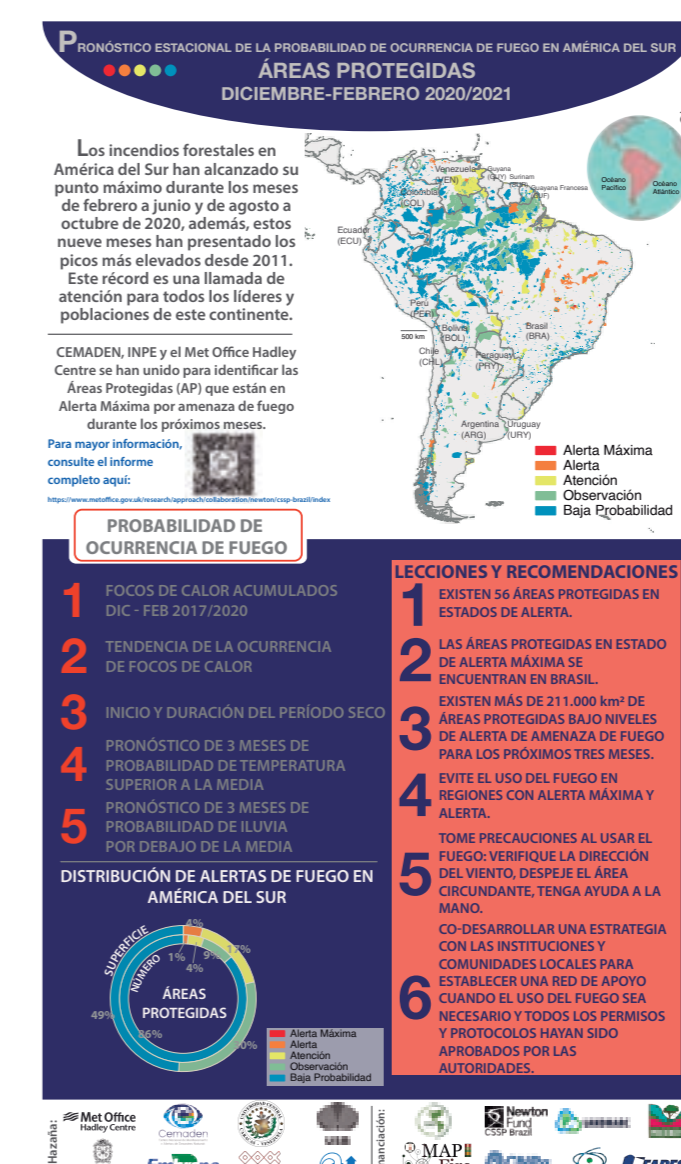 PRONÓSTICO ESTACIONAL DE LA PROBABILIDAD DE OCURRENCIA DE FUEGO EN AMÉRICA DEL SUR
ÁREAS PROTEGIDAS
DICIEMBRE-FEBRERO 2020/2021
Los incendios forestales en
América del Sur han alcanzado su
punto máximo durante los meses
de febrero a junio y de agosto a
octubre de 2020, además, estos
nueve meses han presentado los
picos más elevados desde 2011.
Este récord es una llamada de
atención para todos los líderes y
poblaciones de este continente.
CEMADEN, INPE y el Met Office Hadley
Centre se han unido para identificar las
Áreas Protegidas (AP) que están en
Alerta Máxima por amenaza de fuego
durante los próximos meses.
Para mayor información,
consulte el informe
completo aquí:
https://www.metoffice.gov.uk/research/approach/collaboration/newton/cssp-brazil/index
Venezuela
(VEN)
Guyana
(GUY)
Surinam
(SUR)
Guayana Francesa
(GUF)
Colombia
(COL)
Ecuador
(ECU)
Perú
(PER)
Bolivia
(BOL)
Brasil
(BRA)
500 km
Chile
(CHL)
Paraguay
(PRY)
Argentina
(ARG)
Uruguay
(URY)
Océano
Pacífico
Océano
Atlántico
Alerta Máxima
Alerta
Atención
Observación
Baja Probabilidad
PROBABILIDAD DE
OCURRENCIA DE FUEGO
1 FOCOS DE CALOR ACUMULADOS
DIC - FEB 2017/2020
2 TENDENCIA DE LA OCURRENCIA
DE FOCOS DE CALOR
3 INICIO Y DURACIÓN DEL PERÍODO SECO
4 PRONÓSTICO DE 3 MESES DE
PROBABILIDAD DE TEMPERATURA
SUPERIOR A LA MEDIA
5 PRONÓSTICO DE 3 MESES DE
PROBABILIDAD DE lLUVIA
POR DEBAJO DE LA MEDIA
DISTRIBUCIÓN DE ALERTAS DE FUEGO EN
AMÉRICA DEL SUR
SUPERFICIE
NÚMERO
4%
17%
1%
9%
4%
49%
86%
ÁREAS
PROTEGIDAS
Alerta Máxima
Alerta
Atención
Observación
Baja Probabilidad
LECCIONES Y RECOMENDACIONES
1 EXISTEN 56 ÁREAS PROTEGIDAS EN
ESTADOS DE ALERTA.
2 LAS ÁREAS PROTEGIDAS EN ESTADO
DE ALERTA MÁXIMA SE
ENCUENTRAN EN BRASIL.
3 EXISTEN MÁS DE 211.000 km² DE
ÁREAS PROTEGIDAS BAJO NIVELES
DE ALERTA DE AMENAZA DE FUEGO
PARA LOS PRÓXIMOS TRES MESES.
4 EVITE EL USO DEL FUEGO EN
REGIONES CON ALERTA MÁXIMA Y
ALERTA.
5 TOME PRECAUCIONES AL USAR EL
FUEGO: VERIFIQUE LA DIRECCIÓN
DEL VIENTO, DESPEJE EL ÁREA
CIRCUNDANTE, TENGA AYUDA A LA
MANO.
6 CO-DESARROLLAR UNA ESTRATEGIA
CON LAS INSTITUCIONES Y
COMUNIDADES LOCALES PARA
ESTABLECER UNA RED DE APOYO
CUANDO EL USO DEL FUEGO SEA
NECESARIO Y TODOS LOS PERMISOS
Y PROTOCOLOS HAYAN SIDO
APROBADOS POR LAS
AUTORIDADES.
Hazaña:
Met Office
Hadley Centre
Cemaden
Newton
Fund
CSSP Brazil
MAP